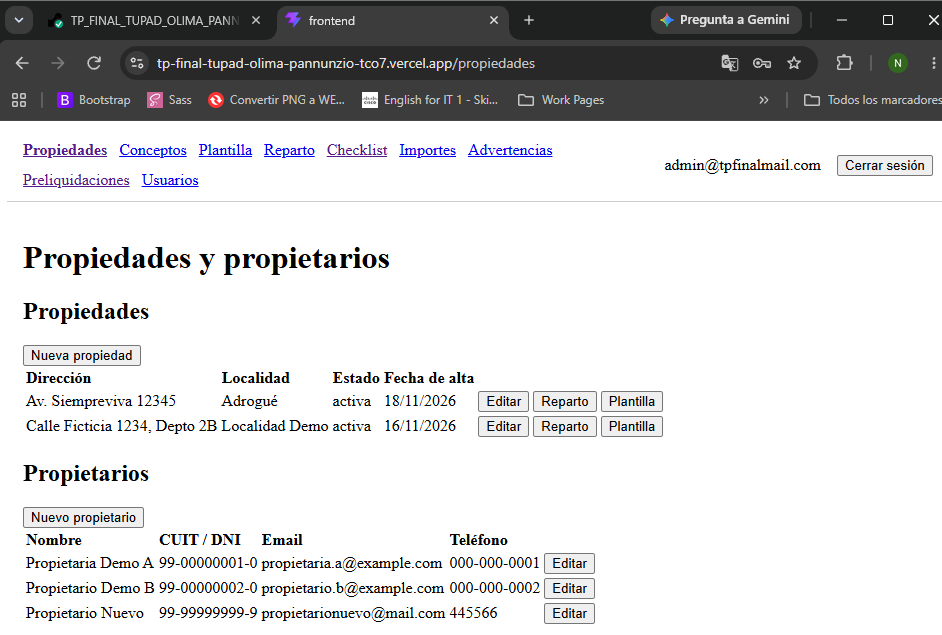 TP_FINAL_TUPAD_OLIMA_PANN
frontend
Pregunta a Gemini
tp-final-tupad-olima-pannunzio-tco7.vercel.app/propiedades
N
B Bootstrap
Sass
Convertir PNG a WE...
English for IT 1 - Ski...
Work Pages
»
Todos los marcadores
Propiedades Conceptos Plantilla Reparto Checklist Importes Advertencias
Preliquidaciones Usuarios
admin@tpfinalmail.com Cerrar sesión
Propiedades y propietarios
Propiedades
Nueva propiedad
Dirección Localidad Estado Fecha de alta
Av. Siempreviva 12345 Adrogué activa 18/11/2026 Editar Reparto Plantilla
Calle Ficticia 1234, Depto 2B Localidad Demo activa 16/11/2026 Editar Reparto Plantilla
Propietarios
Nuevo propietario
Nombre CUIT / DNI Email Teléfono
Propietaria Demo A 99-00000001-0 propietaria.a@example.com 000-000-0001 Editar
Propietario Demo B 99-00000002-0 propietario.b@example.com 000-000-0002 Editar
Propietario Nuevo 99-99999999-9 propietarionuevo@mail.com 445566 Editar